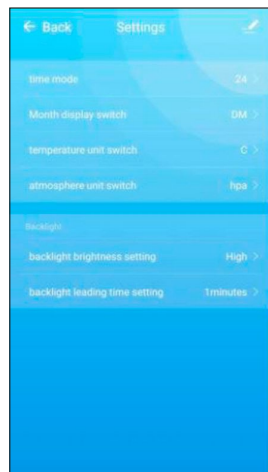 ← Back Settings
time mode 24 >
Month display switch DM >
temperature unit switch C >
atmosphere unit switch hpa >
Backlight
backlight brightness setting High >
backlight leading time setting 1minutes >